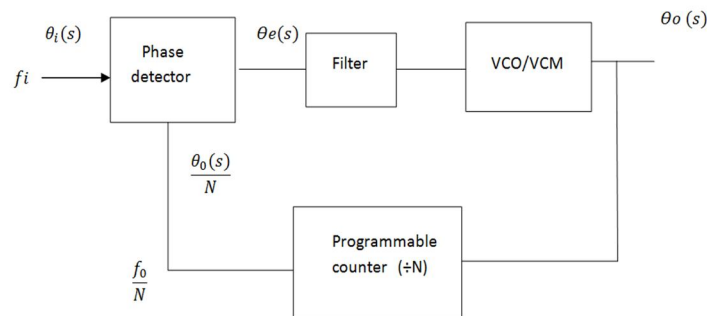 θᵢ(s)
fi
Phase
detector
Θe(s)
Filter
VCO/VCM
Θo (s)
θ₀(s)
N
f₀
N
Programmable
counter (÷N)